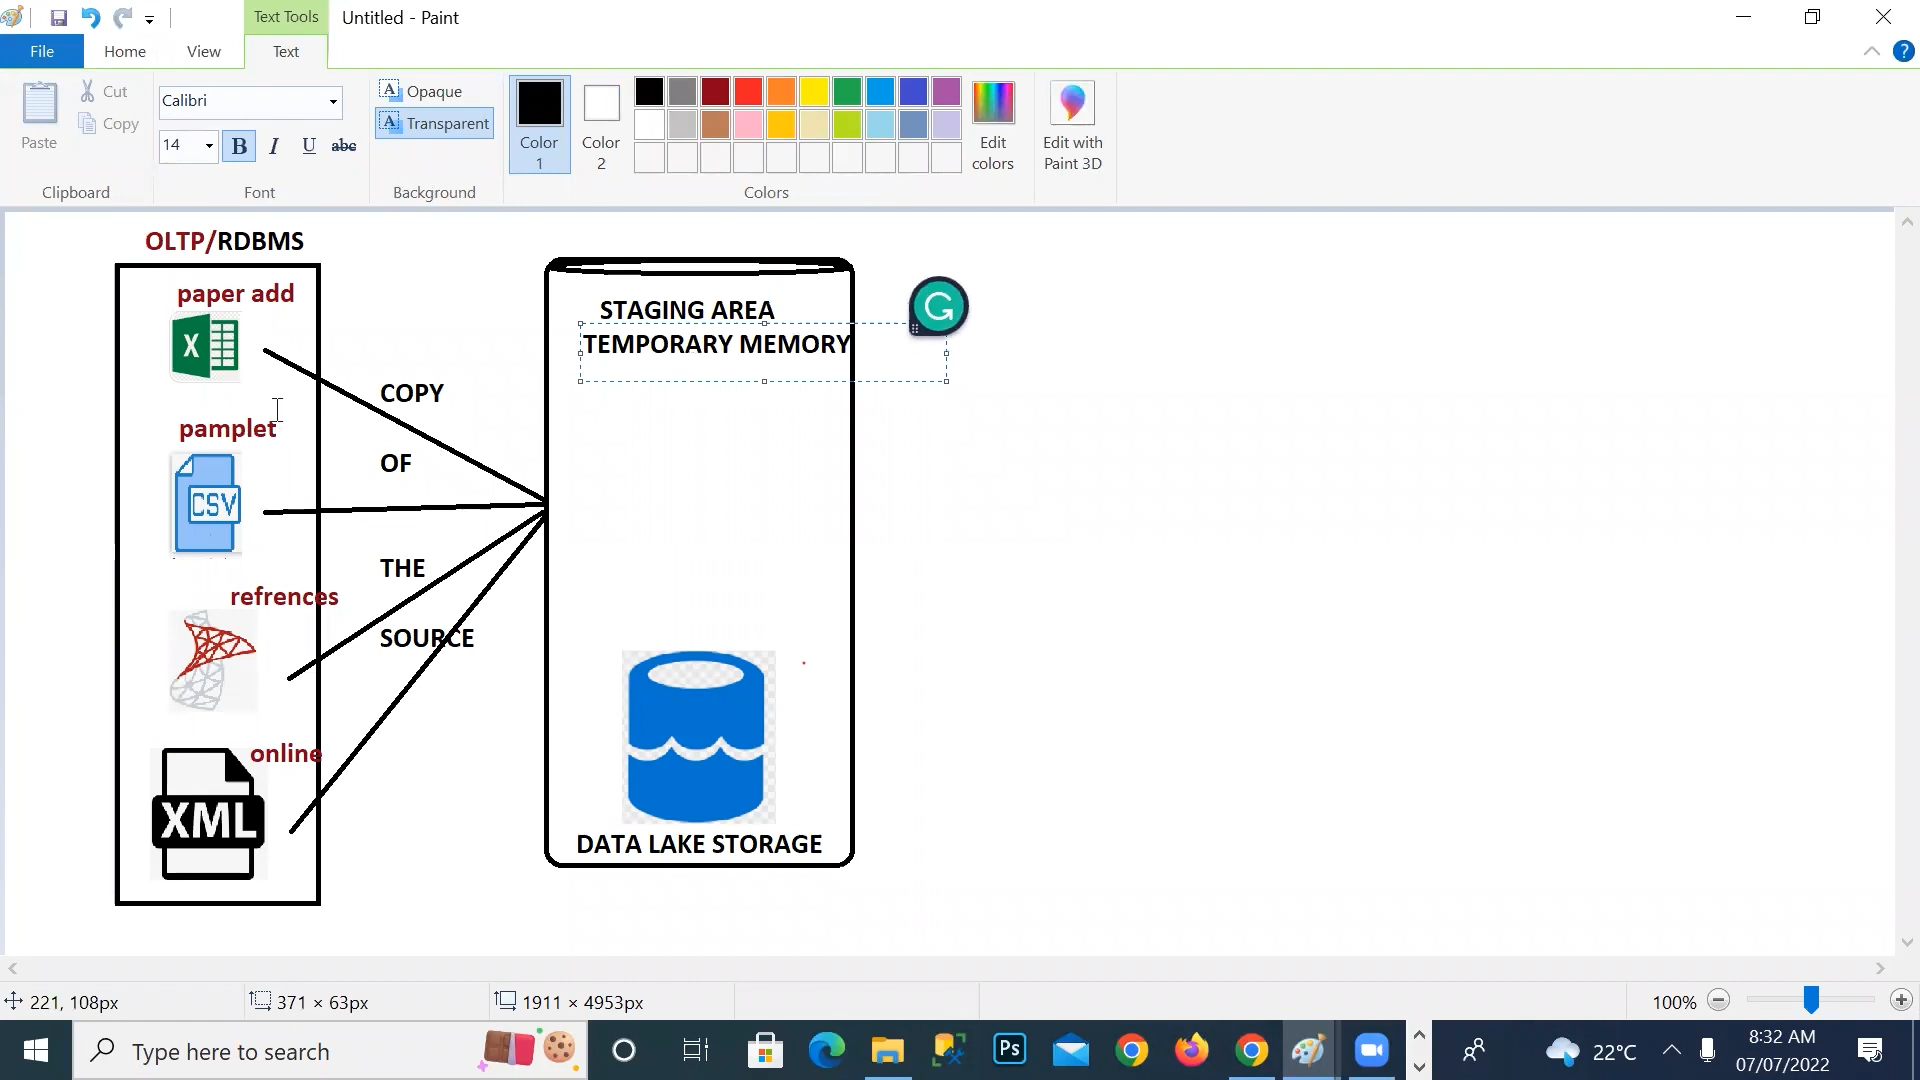 Text Tools
Untitled - Paint
File
Home
View
Text
Paste
Cut
Copy
Clipboard
Calibri
14
B
I
U
abc
Font
A
Opaque
A
Transparent
Background
Color
1
Color
2
Edit
colors
Edit with
Paint 3D
Colors
?
OLTP/RDBMS
paper add
X
pamplet
CSV
refrences
online
XML
COPY
OF
THE
SOURCE
STAGING AREA
TEMPORARY MEMORY
G
DATA LAKE STORAGE
221, 108px
371 × 63px
1911 × 4953px
100%
Type here to search
Ps
22°C
8:32 AM
07/07/2022